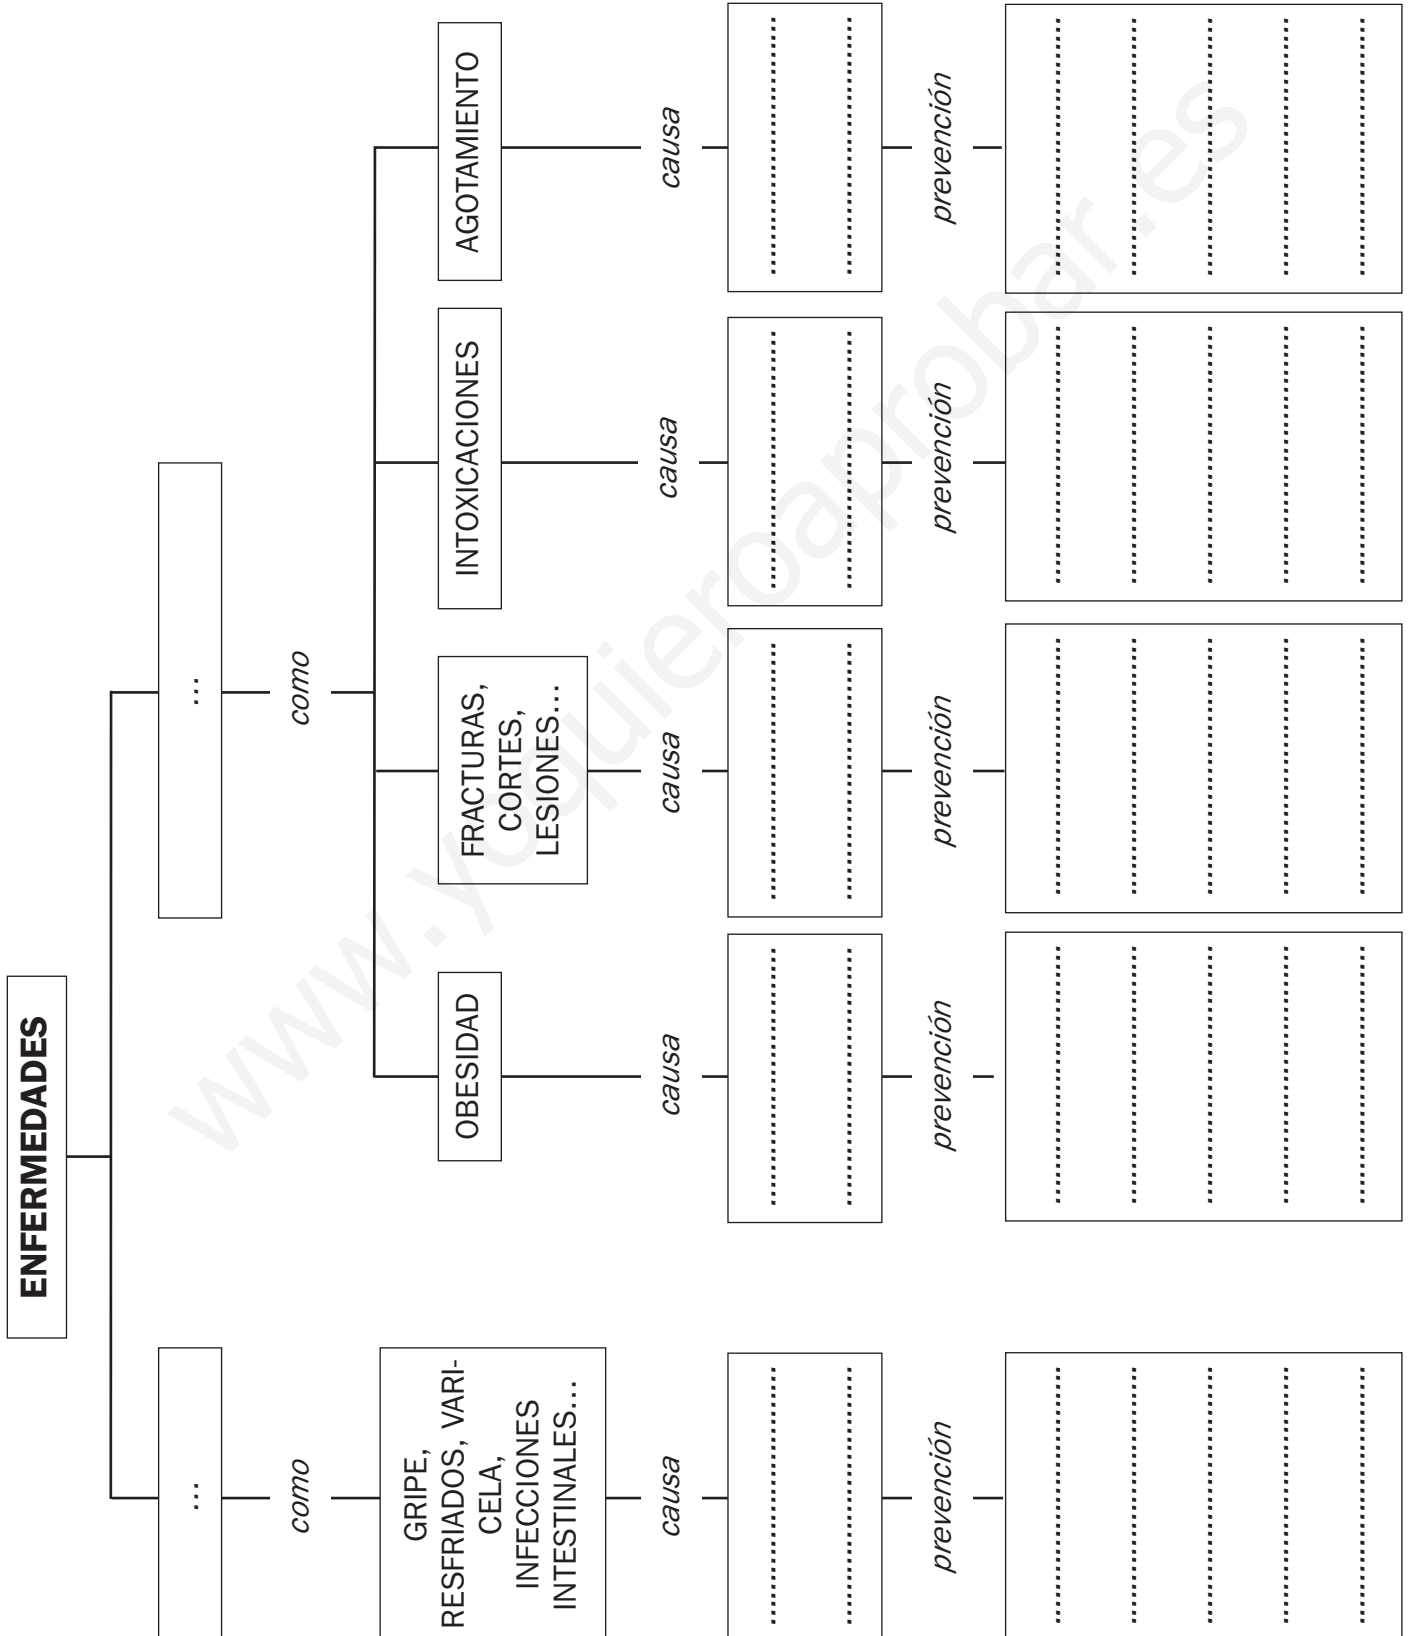 ENFERMEDADES
...
...
como
como
GRIPE,
RESFRIADOS, VARI-
CELA,
INFECCIONES
INTESTINALES...
OBESIDAD
FRACTURAS,
CORTES,
LESIONES...
INTOXICACIONES
AGOTAMIENTO
causa
causa
causa
causa
causa
prevención
prevención
prevención
prevención
prevención
www.yoquieroaprobar.es